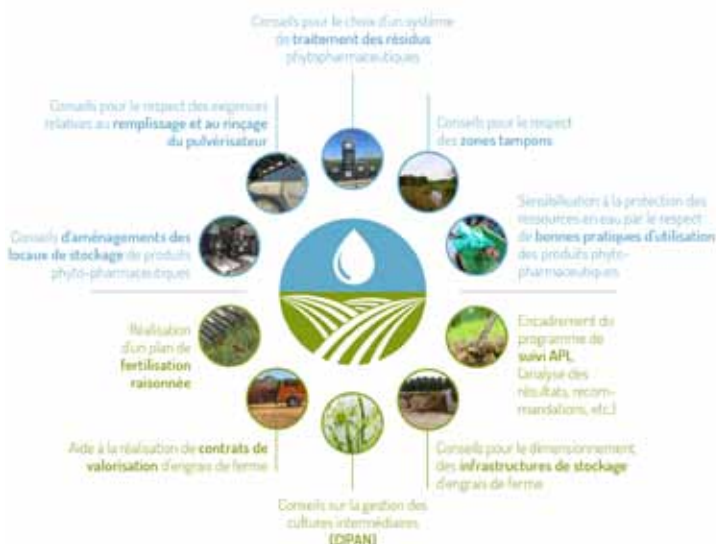 Conseils pour le choix d'un système
de traitement des résidus
phytopharmaceutiques
Conseils pour le respect des exigences
relatives au remplissage et au rinçage
du pulvérisateur
Conseils pour le respect
des zones tampons
Conseils d'aménagements des
locaux de stockage de produits
phyto-pharmaceutiques
Sensibilisation à la protection des
ressources en eau par le respect
de bonnes pratiques d'utilisation
des produits phyto-
pharmaceutiques
Réalisation
d'un plan de
fertilisation
raisonnée
Encadrement du
programme de
suivi APL
(analyse des
résultats, recom-
mandations, etc.)
Aide à la réalisation de contrats de
valorisation d'engrais de ferme
Conseils pour le dimensionnement
des infrastructures de stockage
d'engrais de ferme
Conseils sur la gestion des
cultures intermédiaires
(CIPAN)